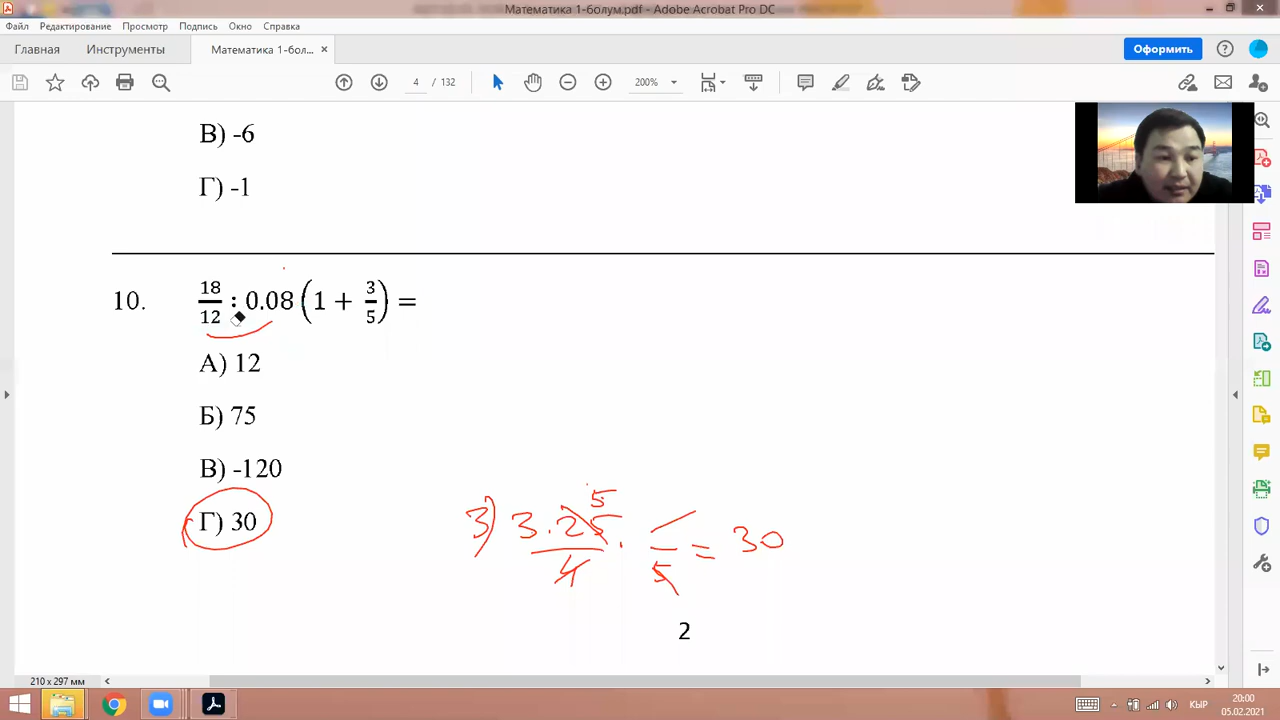 Математика 1-болум.pdf - Adobe Acrobat Pro DC
Файл Редактирование Просмотр Подпись Окно Справка
Главная Инструменты Математика 1-бол... × Оформить
4 / 132 200%
В) -6
Г) -1
10. 18/12 : 0.08 (1 + 3/5) =
А) 12
Б) 75
В) -120
Г) 30
3) 3.25 5 / 4 · / 5 = 30
2
210 x 297 мм
КЫР 20:00
05.02.2021